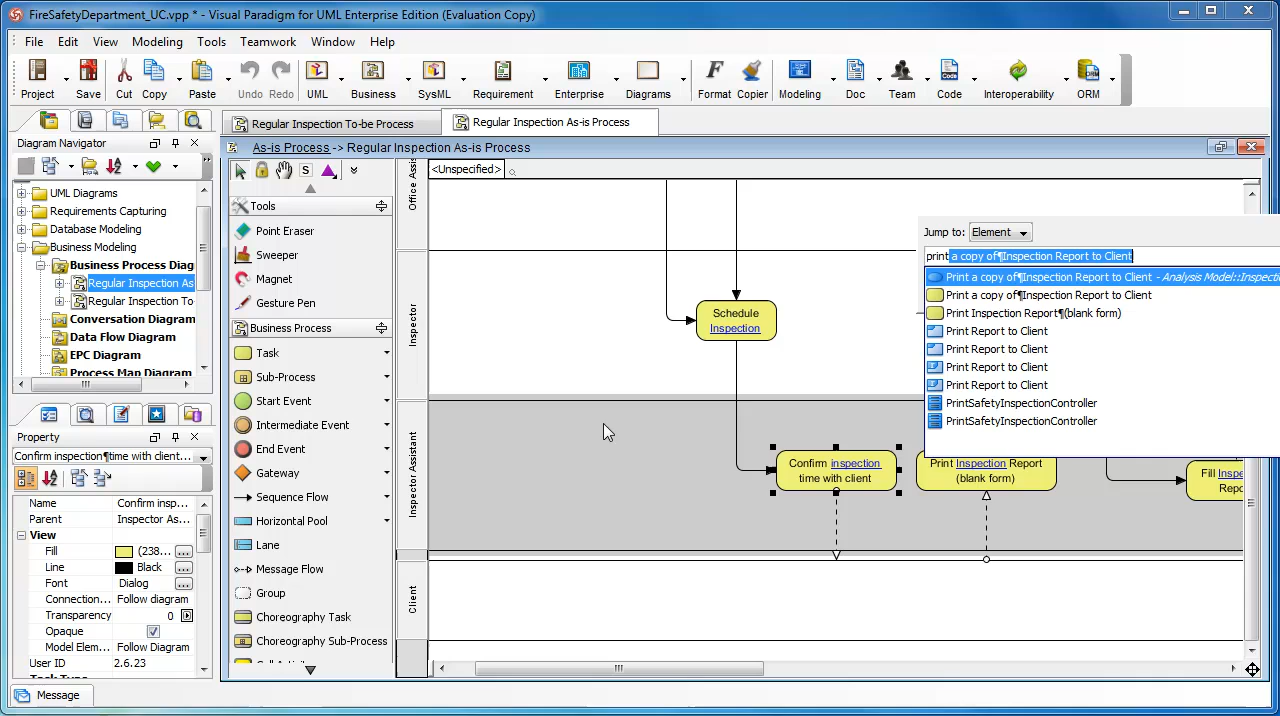 FireSafetyDepartment_UC.vpp * - Visual Paradigm for UML Enterprise Edition (Evaluation Copy)
File Edit View Modeling Tools Teamwork Window Help
Project Save Cut Copy Paste Undo Redo UML Business SysML Requirement Enterprise Diagrams Format Copier Modeling Doc Team Code Interoperability ORM
Regular Inspection To-be Process
Regular Inspection As-is Process
Diagram Navigator
As-is Process -> Regular Inspection As-is Process
UML Diagrams
Requirements Capturing
Database Modeling
Business Modeling
Business Process Diag
Regular Inspection As
Regular Inspection To
Conversation Diagram
Data Flow Diagram
EPC Diagram
Process Map Diagram
Property
Confirm inspection¶time with client...
Name Confirm insp...
Parent Inspector As...
View
Fill (238...
Line Black
Font Dialog
Connection... Follow diagram
Transparency 0
Opaque
Model Elem... Follow Diagram
User ID 2.6.23
Message
S
Tools
Point Eraser
Sweeper
Magnet
Gesture Pen
Business Process
Task
Sub-Process
Start Event
Intermediate Event
End Event
Gateway
Sequence Flow
Horizontal Pool
Lane
Message Flow
Group
Choreography Task
Choreography Sub-Process
<Unspecified>
Office Assis
Inspector
Inspector Assistant
Client
Schedule
Inspection
Confirm inspection
time with client
Print Inspection Report
(blank form)
Fill Inspe
Repo
Jump to: Element
print a copy of¶Inspection Report to Client
Print a copy of¶Inspection Report to Client - Analysis Model::Inspecti
Print a copy of¶Inspection Report to Client
Print Inspection Report¶(blank form)
Print Report to Client
Print Report to Client
Print Report to Client
Print Report to Client
PrintSafetyInspectionController
PrintSafetyInspectionController